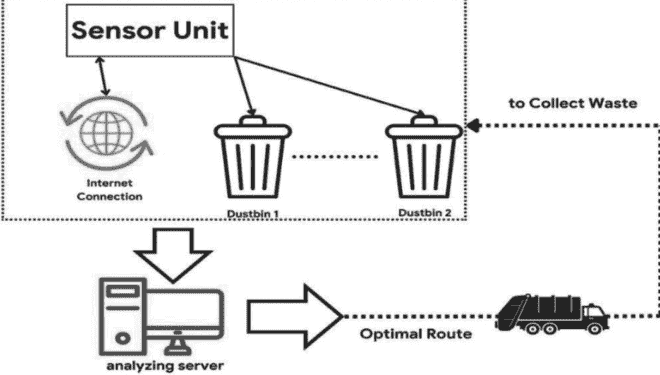 Sensor Unit
to Collect Waste
Internet
Connection
Dustbin 1
Dustbin 2
Optimal Route
analyzing server